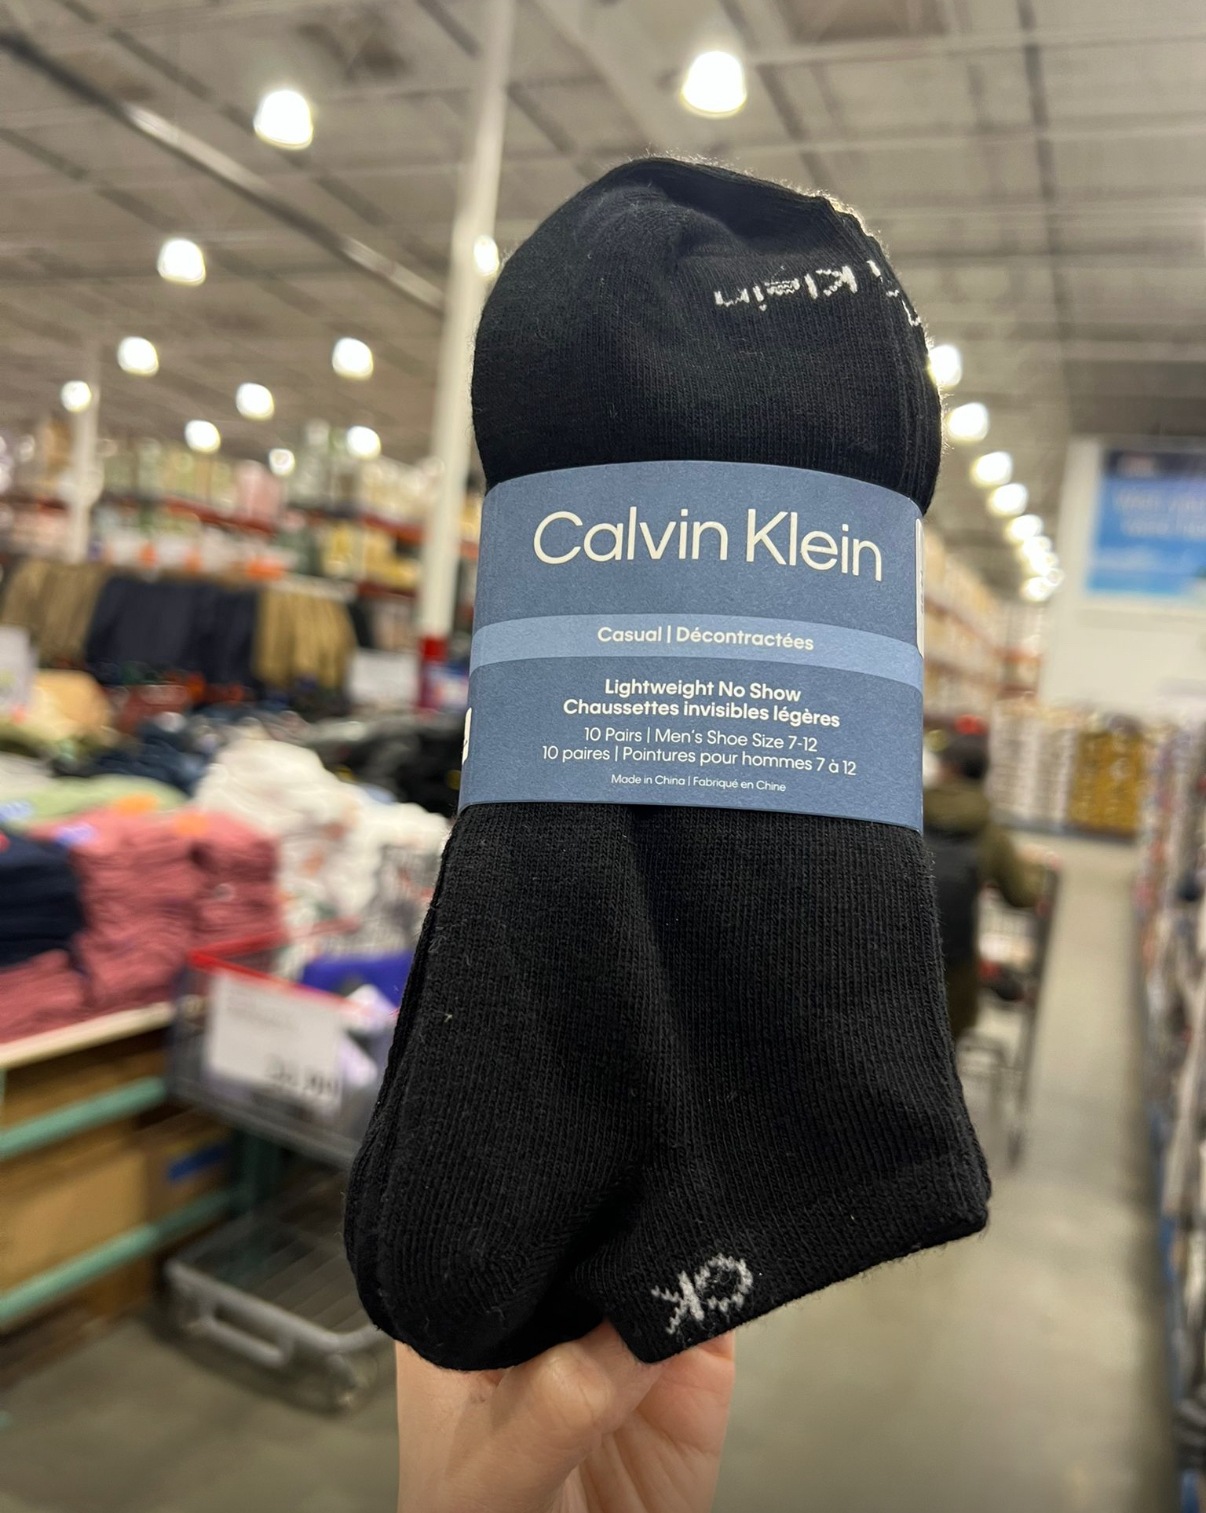 Klein
Calvin Klein
Casual | Décontractées
Lightweight No Show
Chaussettes invisibles légères
10 Pairs | Men's Shoe Size 7-12
10 paires | Pointures pour hommes 7 à 12
Made in China | Fabriqué en Chine
CK